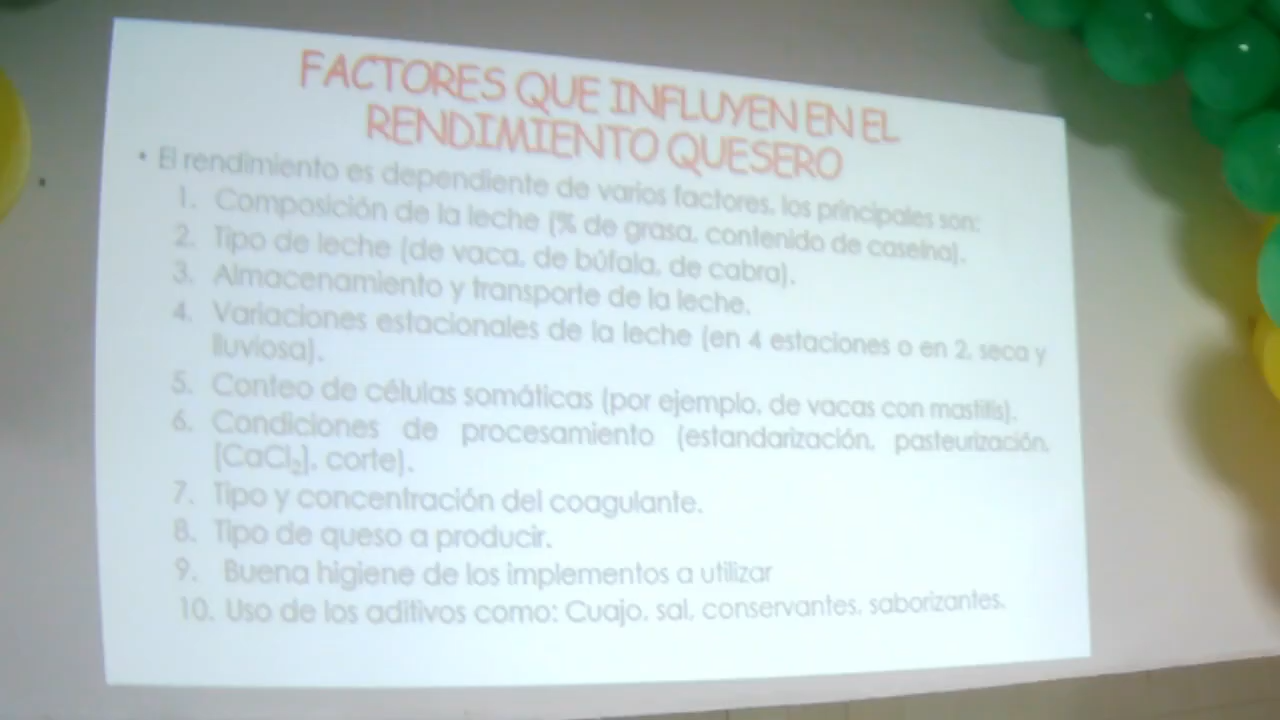 FACTORES QUE INFLUYEN EN EL
RENDIMIENTO QUESERO
• El rendimiento es dependiente de varios factores, los principales son:
1. Composición de la leche (% de grasa, contenido de caseína).
2. Tipo de leche (de vaca, de búfala, de cabra).
3. Almacenamiento y transporte de la leche.
4. Variaciones estacionales de la leche (en 4 estaciones o en 2, seca y
lluviosa).
5. Conteo de células somáticas (por ejemplo, de vacas con mastitis).
6. Condiciones de procesamiento (estandarización, pasteurización,
[CaCl₂], corte).
7. Tipo y concentración del coagulante.
8. Tipo de queso a producir.
9. Buena higiene de los implementos a utilizar
10. Uso de los aditivos como: Cuajo, sal, conservantes, saborizantes.